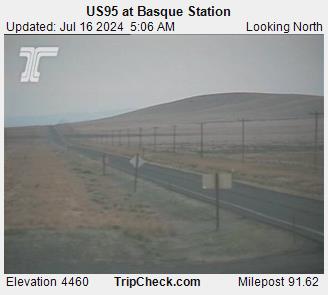 US95 at Basque Station
Updated: Jul 16 2024  5:06 AM Looking North
Elevation 4460 TripCheck.com Milepost 91.62